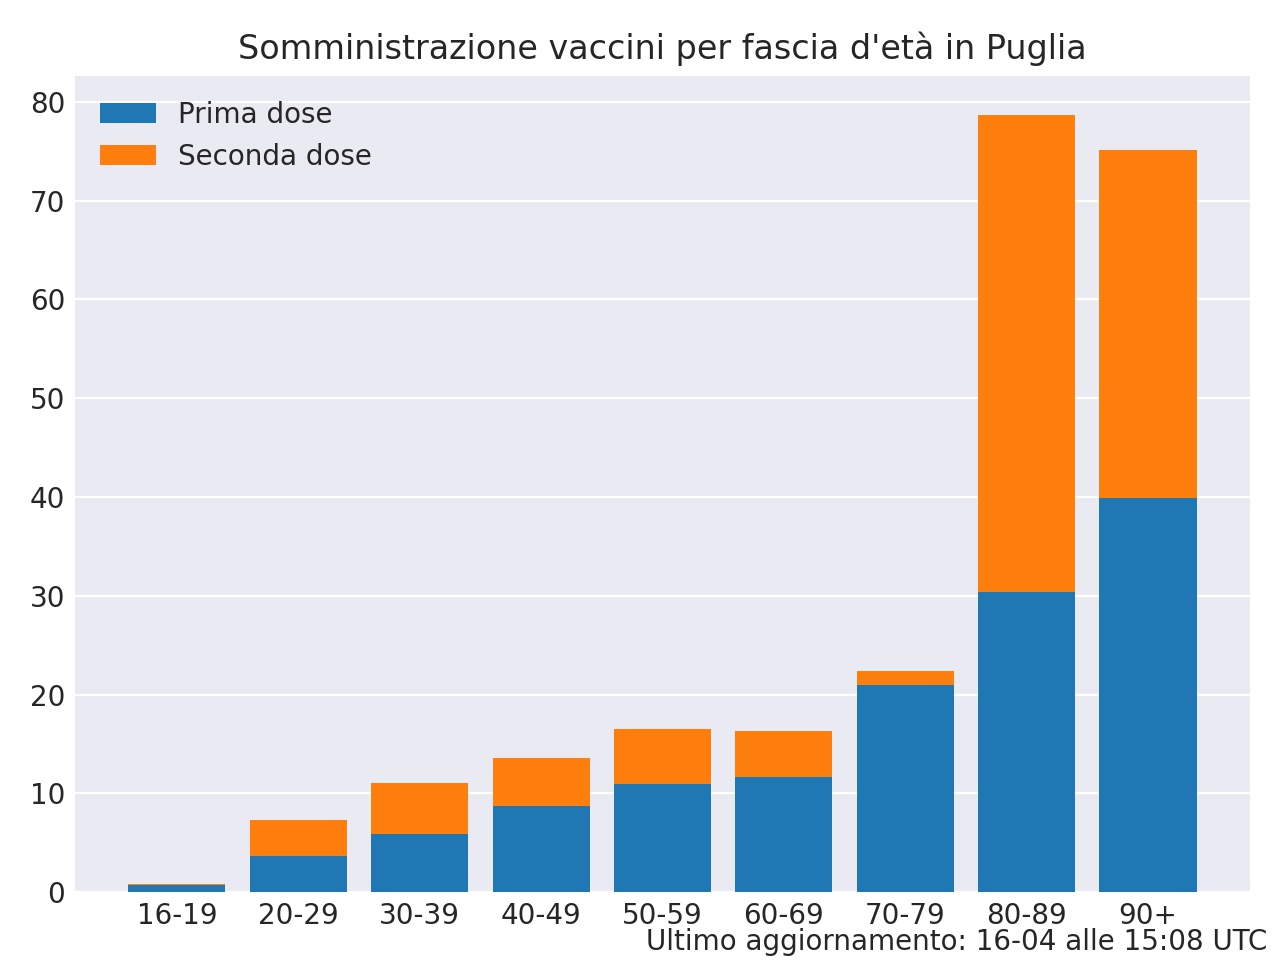 Somministrazione vaccini per fascia d'età in Puglia
Prima dose
Seconda dose
80
70
60
50
40
30
20
10
0
16-19 20-29 30-39 40-49 50-59 60-69 70-79 80-89 90+
Ultimo aggiornamento: 16-04 alle 15:08 UTC